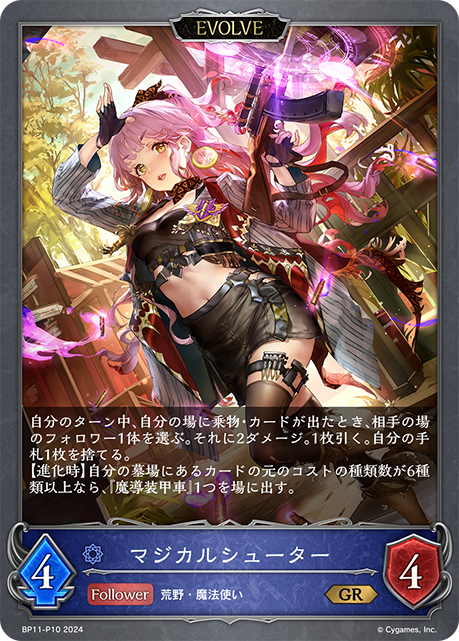 EVOLVE
自分のターン中、自分の場に乗物・カードが出たとき、相手の場
のフォロワー1体を選ぶ。それに2ダメージ。1枚引く。自分の手
札1枚を捨てる。
【進化時】自分の墓場にあるカードの元のコストの種類数が6種
類以上なら、『魔導装甲車』1つを場に出す。
4
マジカルシューター
4
Follower
荒野・魔法使い
GR
BP11-P10 2024
© Cygames, Inc.